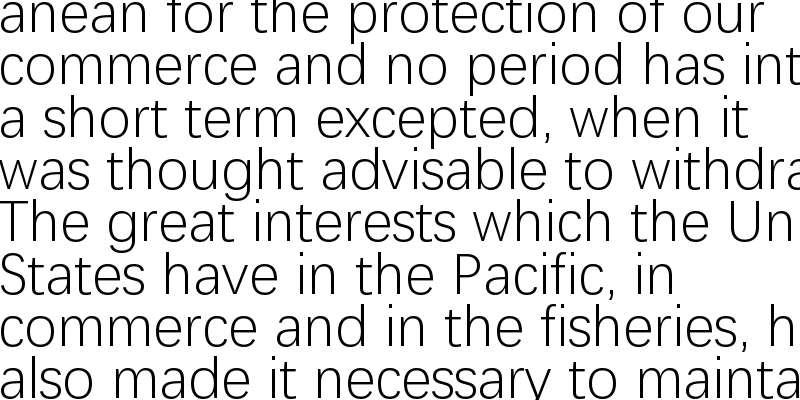 anean for the protection of our
commerce and no period has int
a short term excepted, when it
was thought advisable to withdra
The great interests which the Un
States have in the Pacific, in
commerce and in the fisheries, h
also made it necessary to mainta